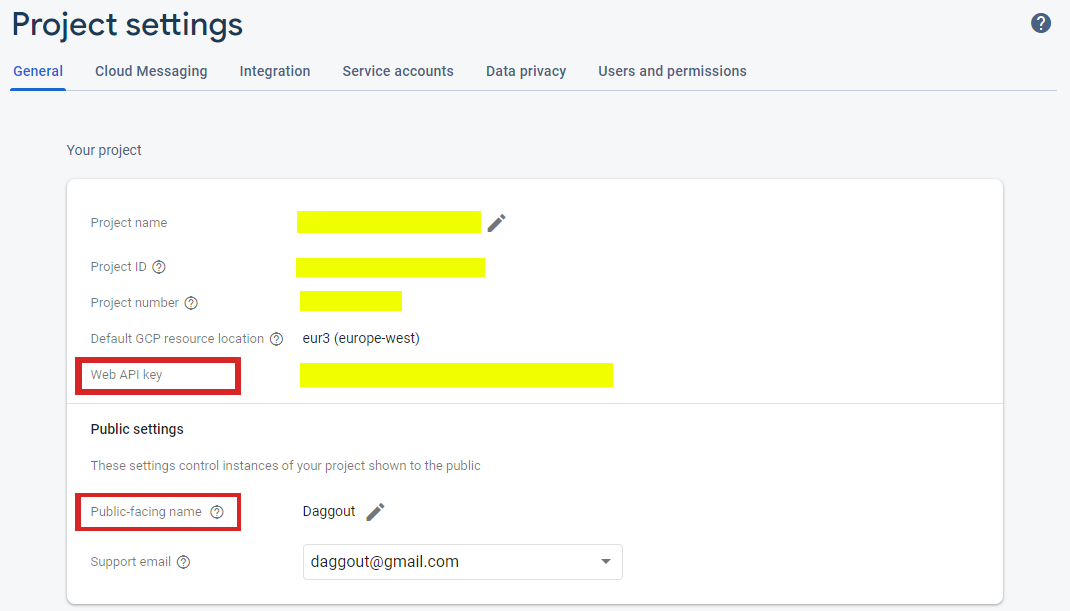 Project settings
General Cloud Messaging Integration Service accounts Data privacy Users and permissions
Your project
Project name
Project ID
Project number
Default GCP resource location eur3 (europe-west)
Web API key
Public settings
These settings control instances of your project shown to the public
Public-facing name Daggout
Support email daggout@gmail.com